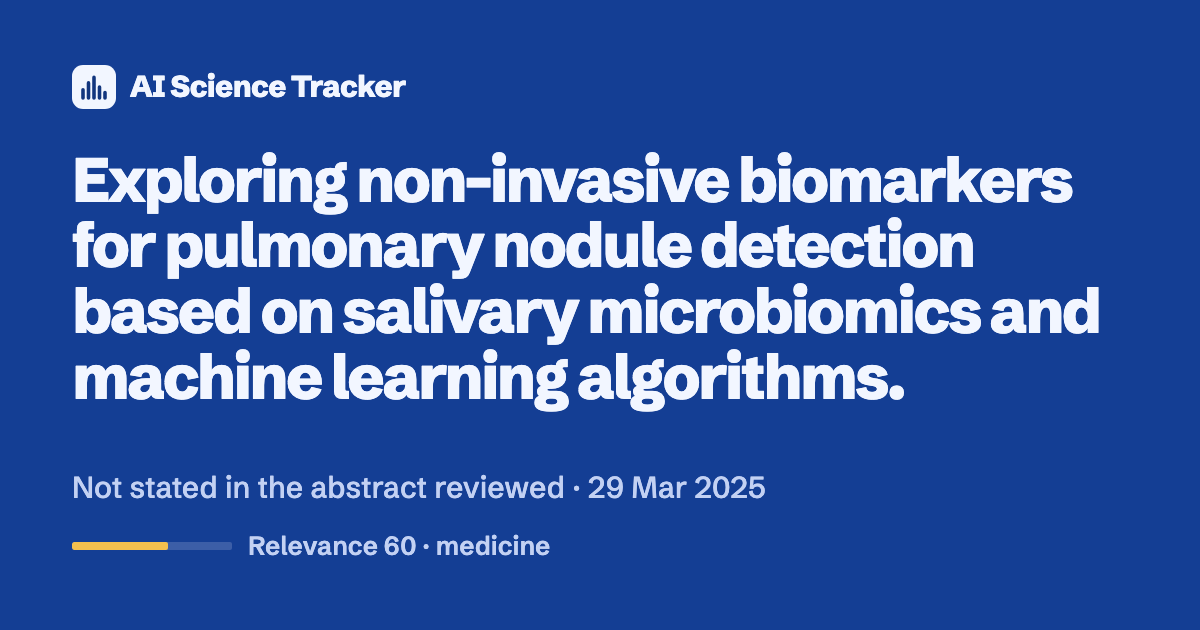 AI Science Tracker
Exploring non-invasive biomarkers
for pulmonary nodule detection
based on salivary microbiomics and
machine learning algorithms.
Not stated in the abstract reviewed · 29 Mar 2025
Relevance 60 · medicine